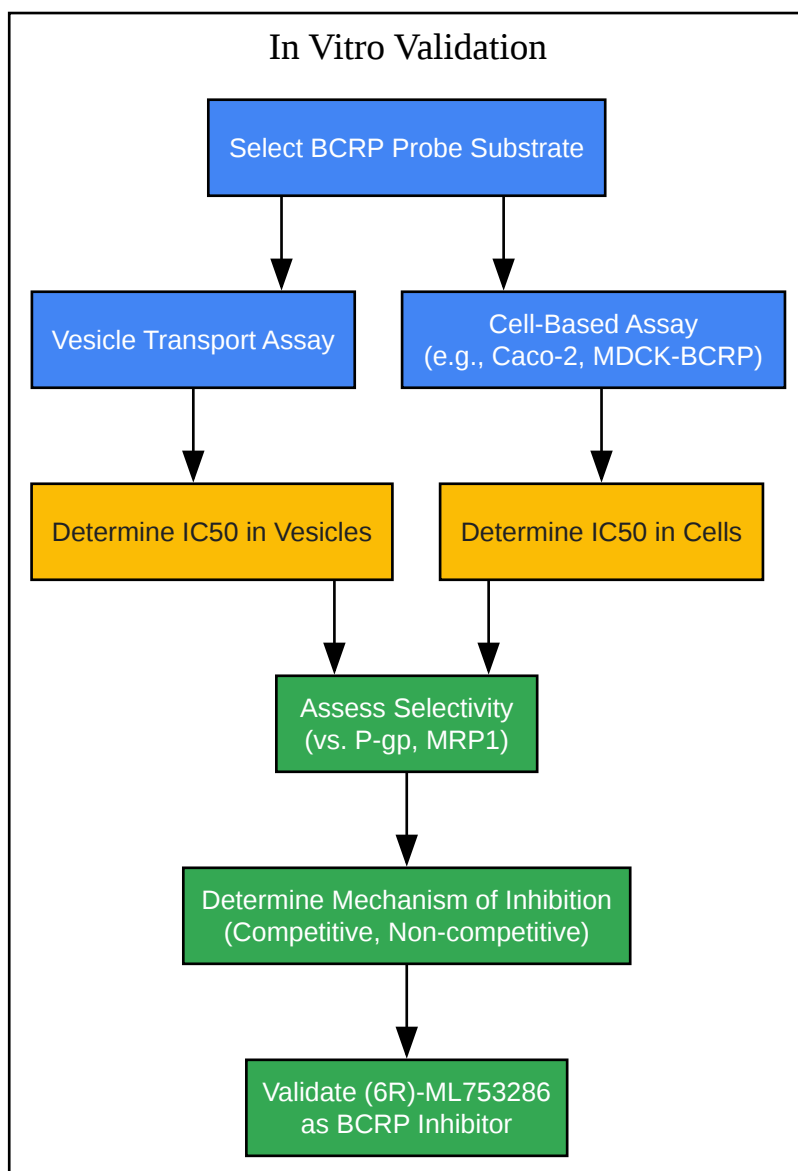 In Vitro Validation
Select BCRP Probe Substrate
Vesicle Transport Assay
Cell-Based Assay
(e.g., Caco-2, MDCK-BCRP)
Determine IC50 in Vesicles
Determine IC50 in Cells
Assess Selectivity
(vs. P-gp, MRP1)
Determine Mechanism of Inhibition
(Competitive, Non-competitive)
Validate (6R)-ML753286
as BCRP Inhibitor